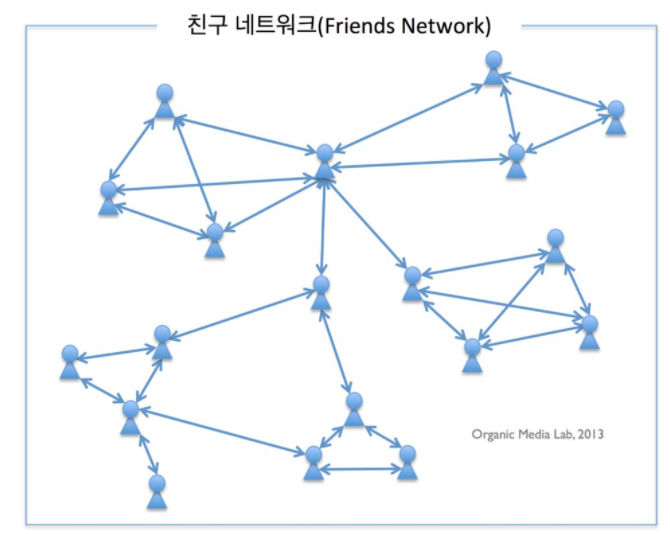 친구 네트워크(Friends Network)
Organic Media Lab, 2013